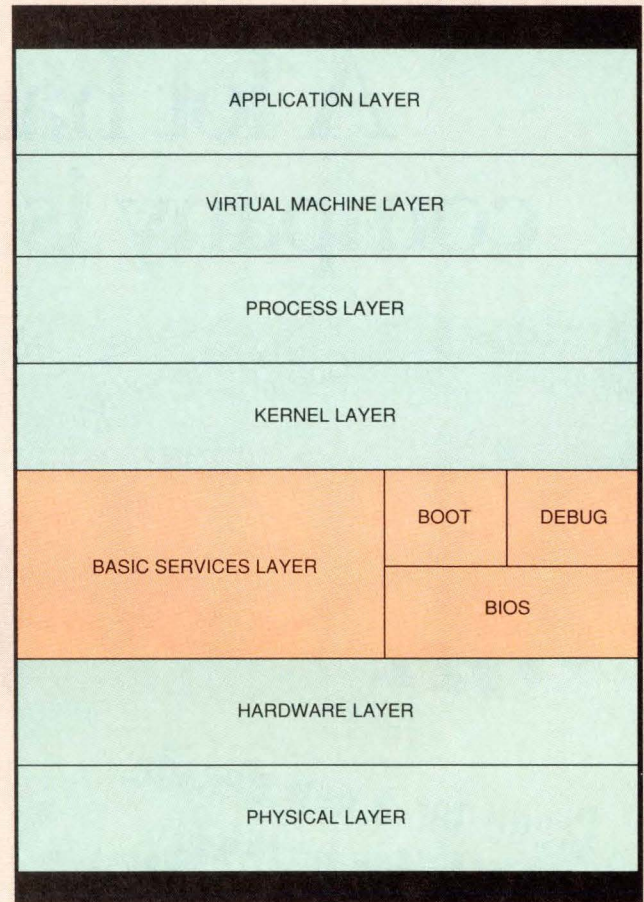 APPLICATION LAYER
VIRTUAL MACHINE LAYER
PROCESS LAYER
KERNEL LAYER
BASIC SERVICES LAYER
BOOT
DEBUG
BIOS
HARDWARE LAYER
PHYSICAL LAYER